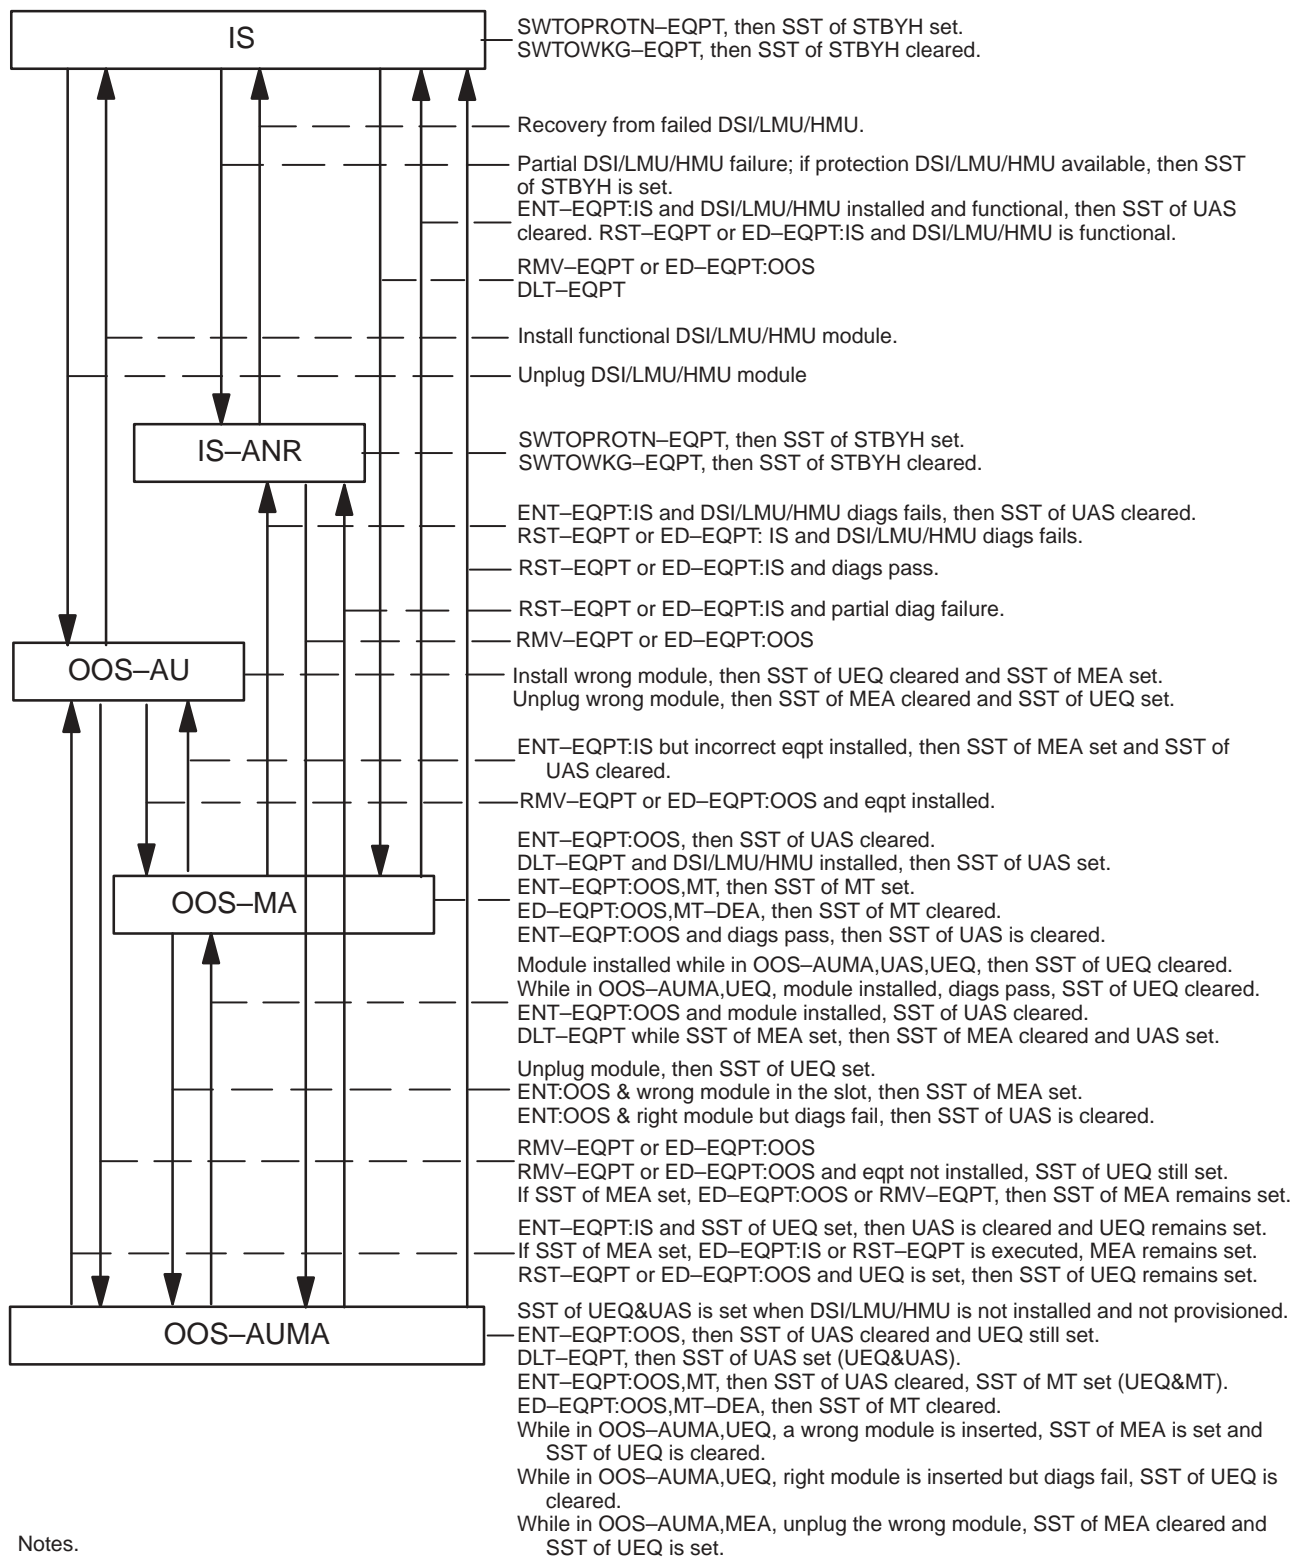 IS
SWTOPROTN–EQPT, then SST of STBYH set.
SWTOWKG–EQPT, then SST of STBYH cleared.
Recovery from failed DSI/LMU/HMU.
Partial DSI/LMU/HMU failure; if protection DSI/LMU/HMU available, then SST
of STBYH is set.
ENT–EQPT:IS and DSI/LMU/HMU installed and functional, then SST of UAS
cleared. RST–EQPT or ED–EQPT:IS and DSI/LMU/HMU is functional.
RMV–EQPT or ED–EQPT:OOS
DLT–EQPT
Install functional DSI/LMU/HMU module.
Unplug DSI/LMU/HMU module
IS–ANR
SWTOPROTN–EQPT, then SST of STBYH set.
SWTOWKG–EQPT, then SST of STBYH cleared.
ENT–EQPT:IS and DSI/LMU/HMU diags fails, then SST of UAS cleared.
RST–EQPT or ED–EQPT: IS and DSI/LMU/HMU diags fails.
RST–EQPT or ED–EQPT:IS and diags pass.
RST–EQPT or ED–EQPT:IS and partial diag failure.
RMV–EQPT or ED–EQPT:OOS
OOS–AU
Install wrong module, then SST of UEQ cleared and SST of MEA set.
Unplug wrong module, then SST of MEA cleared and SST of UEQ set.
ENT–EQPT:IS but incorrect eqpt installed, then SST of MEA set and SST of
UAS cleared.
RMV–EQPT or ED–EQPT:OOS and eqpt installed.
ENT–EQPT:OOS, then SST of UAS cleared.
DLT–EQPT and DSI/LMU/HMU installed, then SST of UAS set.
OOS–MA
ENT–EQPT:OOS,MT, then SST of MT set.
ED–EQPT:OOS,MT–DEA, then SST of MT cleared.
ENT–EQPT:OOS and diags pass, then SST of UAS is cleared.
Module installed while in OOS–AUMA,UAS,UEQ, then SST of UEQ cleared.
While in OOS–AUMA,UEQ, module installed, diags pass, SST of UEQ cleared.
ENT–EQPT:OOS and module installed, SST of UAS cleared.
DLT–EQPT while SST of MEA set, then SST of MEA cleared and UAS set.
Unplug module, then SST of UEQ set.
ENT:OOS & wrong module in the slot, then SST of MEA set.
ENT:OOS & right module but diags fail, then SST of UAS is cleared.
RMV–EQPT or ED–EQPT:OOS
RMV–EQPT or ED–EQPT:OOS and eqpt not installed, SST of UEQ still set.
If SST of MEA set, ED–EQPT:OOS or RMV–EQPT, then SST of MEA remains set.
ENT–EQPT:IS and SST of UEQ set, then UAS is cleared and UEQ remains set.
If SST of MEA set, ED–EQPT:IS or RST–EQPT is executed, MEA remains set.
RST–EQPT or ED–EQPT:OOS and UEQ is set, then SST of UEQ remains set.
OOS–AUMA
SST of UEQ&UAS is set when DSI/LMU/HMU is not installed and not provisioned.
ENT–EQPT:OOS, then SST of UAS cleared and UEQ still set.
DLT–EQPT, then SST of UAS set (UEQ&UAS).
ENT–EQPT:OOS,MT, then SST of UAS cleared, SST of MT set (UEQ&MT).
ED–EQPT:OOS,MT–DEA, then SST of MT cleared.
While in OOS–AUMA,UEQ, a wrong module is inserted, SST of MEA is set and
SST of UEQ is cleared.
While in OOS–AUMA,UEQ, right module is inserted but diags fail, SST of UEQ is
cleared.
While in OOS–AUMA,MEA, unplug the wrong module, SST of MEA cleared and
SST of UEQ is set.
Notes.